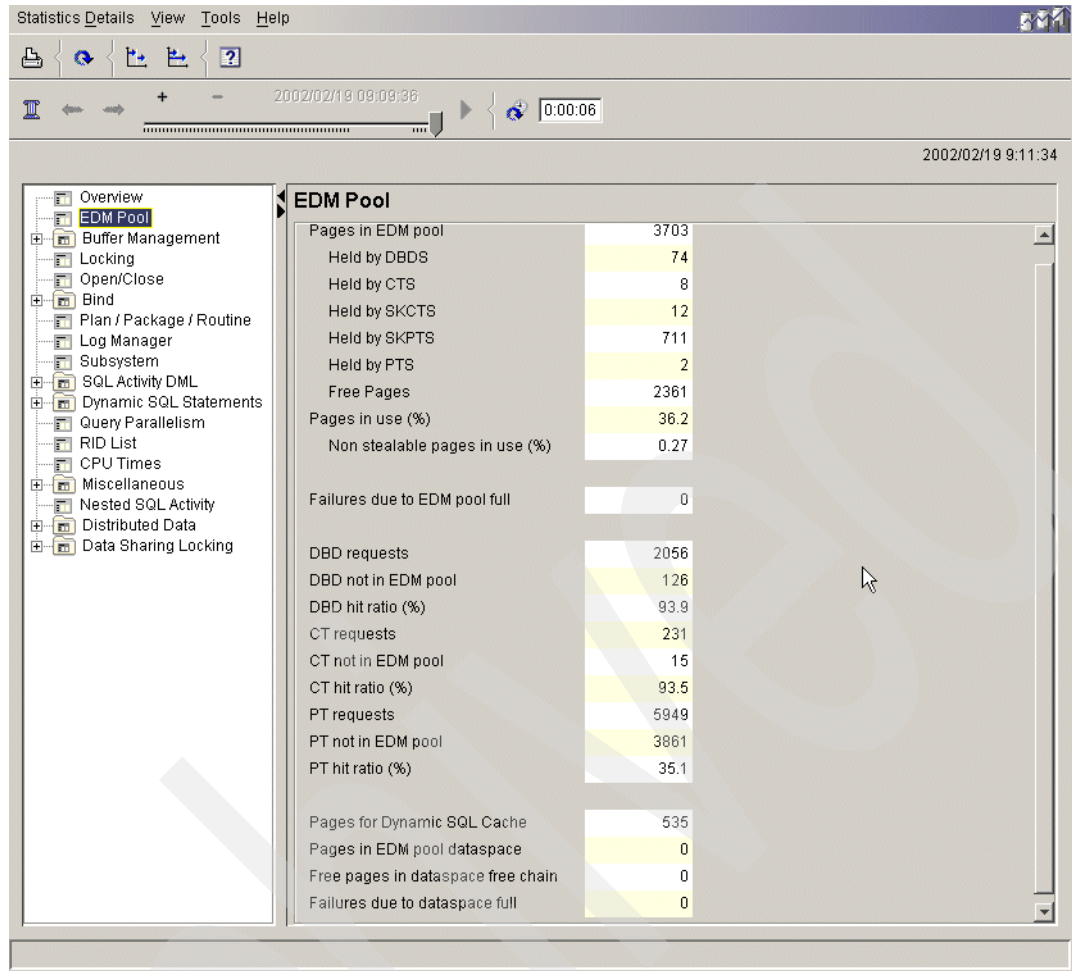 Statistics Details View Tools Help
2002/02/19 09:09:36
0:00:06
2002/02/19 9:11:34
Overview
EDM Pool
Buffer Management
Locking
Open/Close
Bind
Plan / Package / Routine
Log Manager
Subsystem
SQL Activity DML
Dynamic SQL Statements
Query Parallelism
RID List
CPU Times
Miscellaneous
Nested SQL Activity
Distributed Data
Data Sharing Locking
EDM Pool
Pages in EDM pool 3703
Held by DBDS 74
Held by CTS 8
Held by SKCTS 12
Held by SKPTS 711
Held by PTS 2
Free Pages 2361
Pages in use (%) 36.2
Non stealable pages in use (%) 0.27
Failures due to EDM pool full 0
DBD requests 2056
DBD not in EDM pool 126
DBD hit ratio (%) 93.9
CT requests 231
CT not in EDM pool 15
CT hit ratio (%) 93.5
PT requests 5949
PT not in EDM pool 3861
PT hit ratio (%) 35.1
Pages for Dynamic SQL Cache 535
Pages in EDM pool dataspace 0
Free pages in dataspace free chain 0
Failures due to dataspace full 0